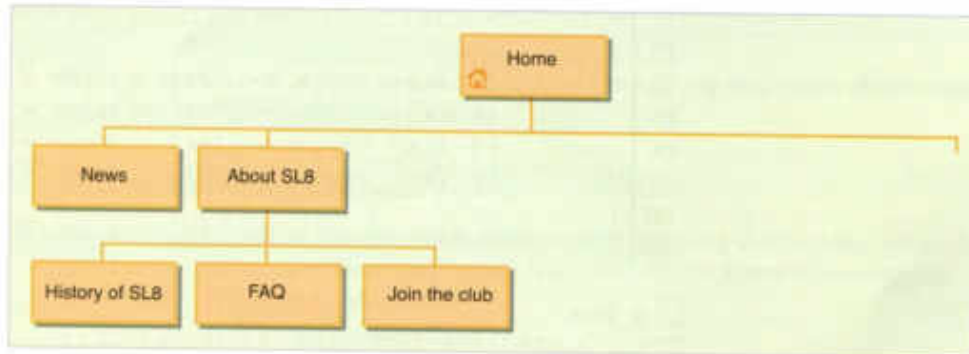 Home
News
About SL8
History of SL8
FAQ
Join the club